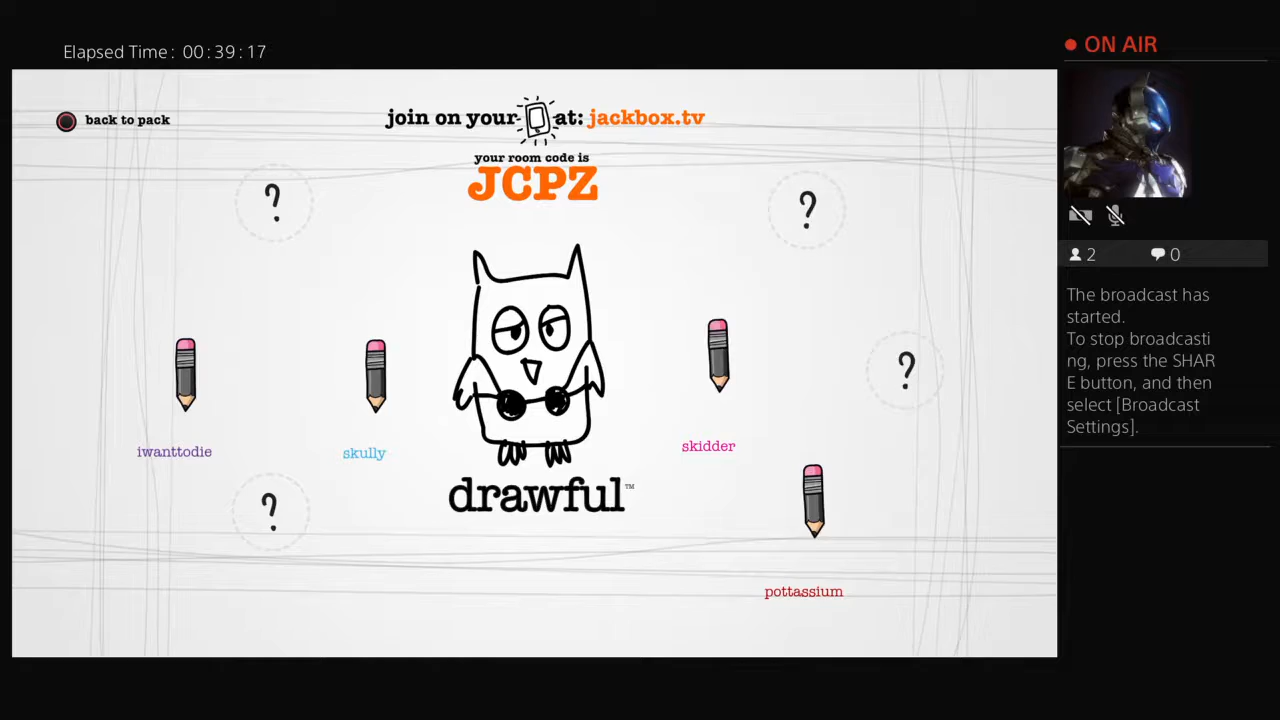 Elapsed Time: 00:39:17
ON AIR
back to pack
join on your at: jackbox.tv
your room code is
JCPZ
?
?
2
0
The broadcast has
started.
To stop broadcasti
ng, press the SHAR
E button, and then
select [Broadcast
Settings].
?
iwanttodie
skully
skidder
drawful™
?
pottassium